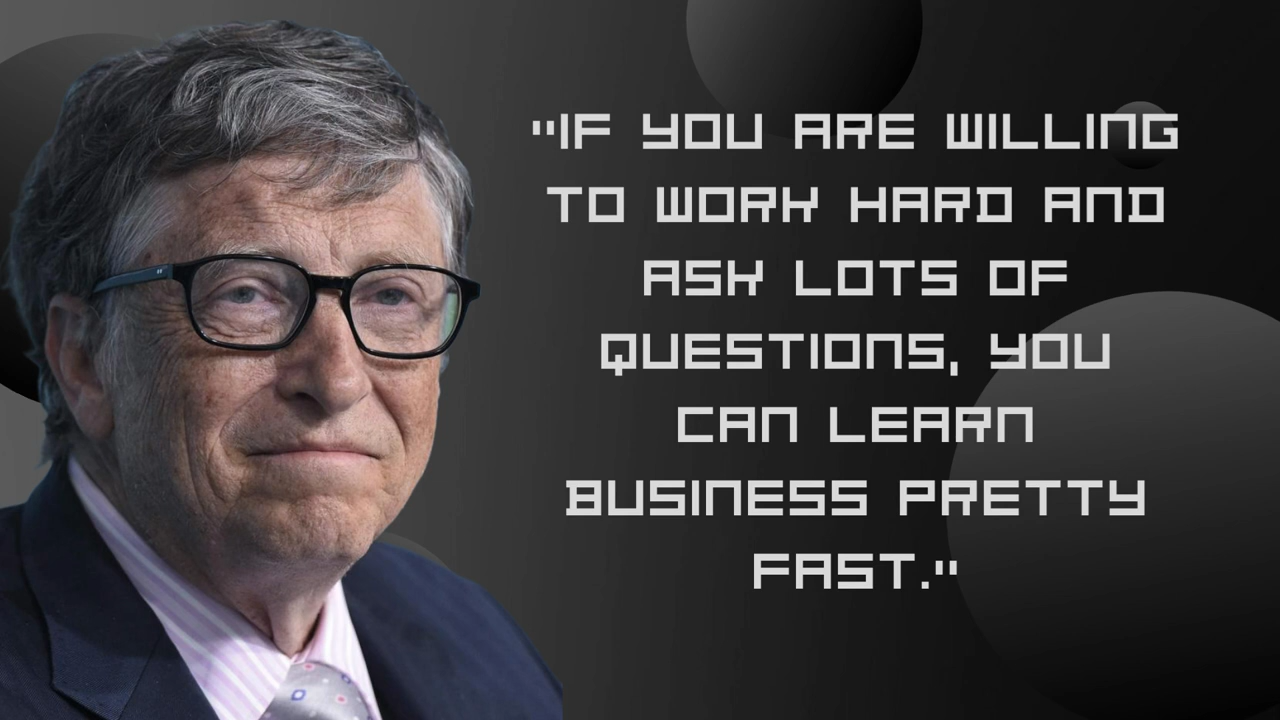 "IF YOU ARE WILLING
TO WORK HARD AND
ASK LOTS OF
QUESTIONS, YOU
CAN LEARN
BUSINESS PRETTY
FAST."